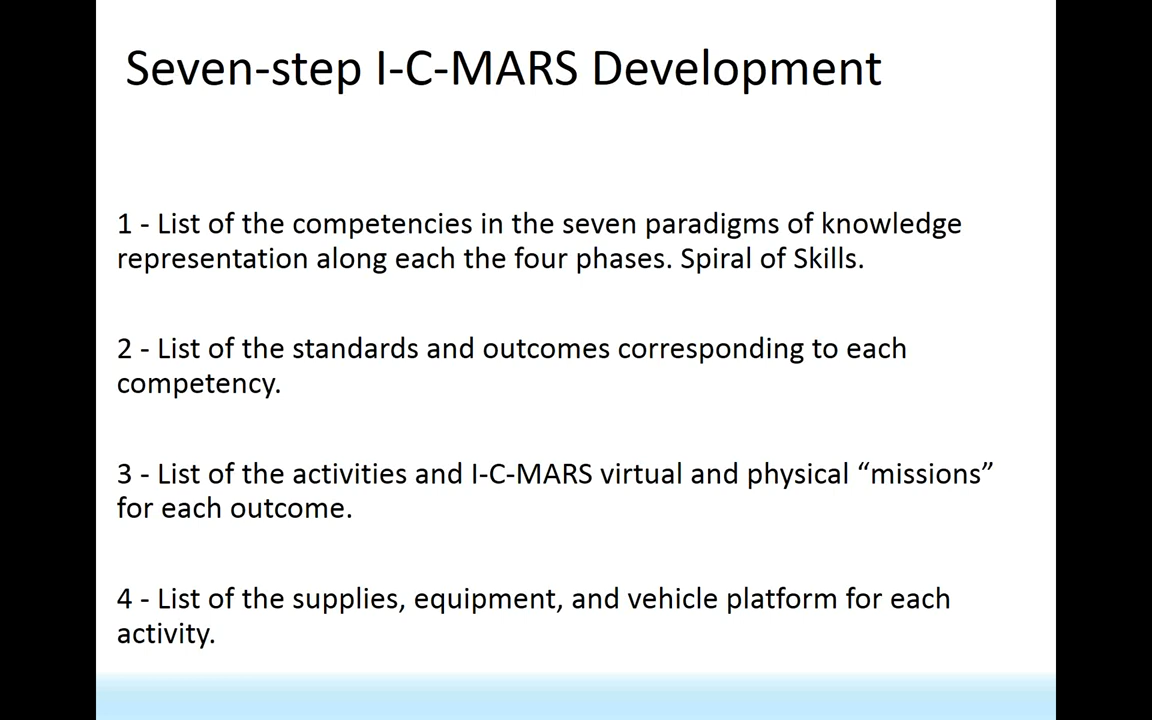 Seven-step I-C-MARS Development
1 - List of the competencies in the seven paradigms of knowledge
representation along each the four phases. Spiral of Skills.
2 - List of the standards and outcomes corresponding to each
competency.
3 - List of the activities and I-C-MARS virtual and physical “missions”
for each outcome.
4 - List of the supplies, equipment, and vehicle platform for each
activity.